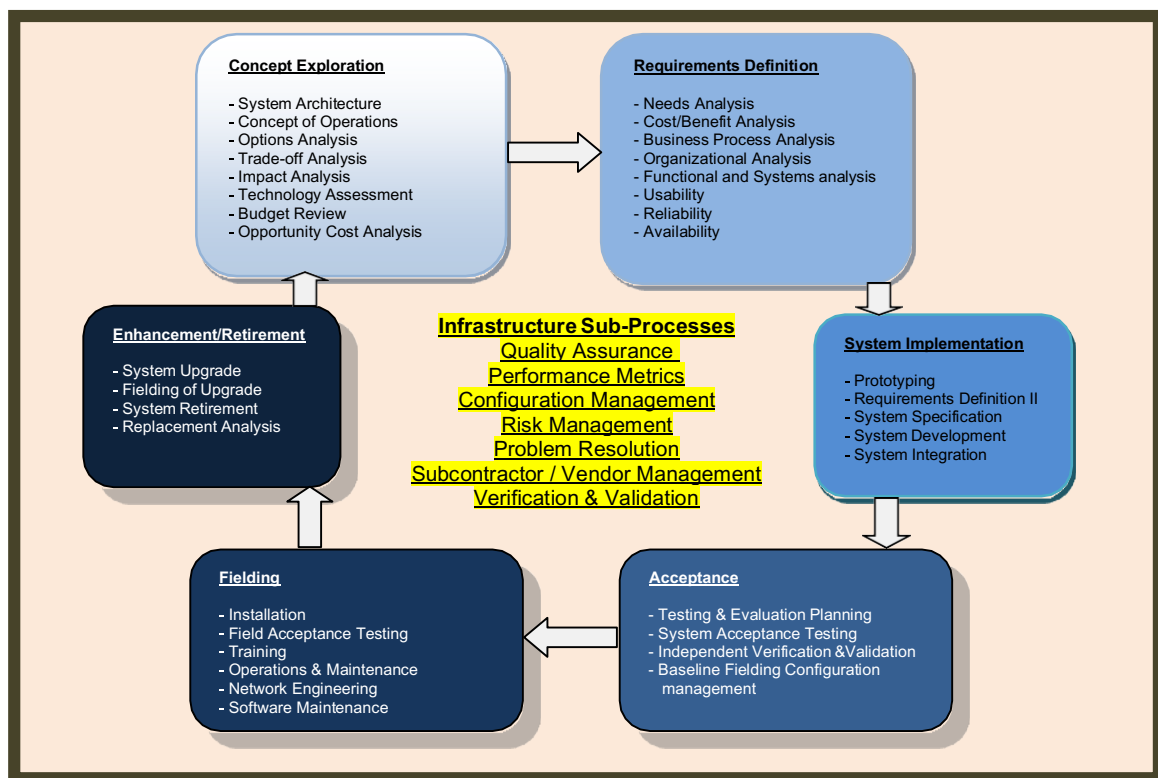 Concept Exploration
- System Architecture
- Concept of Operations
- Options Analysis
- Trade-off Analysis
- Impact Analysis
- Technology Assessment
- Budget Review
- Opportunity Cost Analysis
Requirements Definition
- Needs Analysis
- Cost/Benefit Analysis
- Business Process Analysis
- Organizational Analysis
- Functional and Systems analysis
- Usability
- Reliability
- Availability
Enhancement/Retirement
- System Upgrade
- Fielding of Upgrade
- System Retirement
- Replacement Analysis
Infrastructure Sub-Processes
Quality Assurance
Performance Metrics
Configuration Management
Risk Management
Problem Resolution
Subcontractor / Vendor Management
Verification & Validation
System Implementation
- Prototyping
- Requirements Definition II
- System Specification
- System Development
- System Integration
Fielding
- Installation
- Field Acceptance Testing
- Training
- Operations & Maintenance
- Network Engineering
- Software Maintenance
Acceptance
- Testing & Evaluation Planning
- System Acceptance Testing
- Independent Verification &Validation
- Baseline Fielding Configuration
management